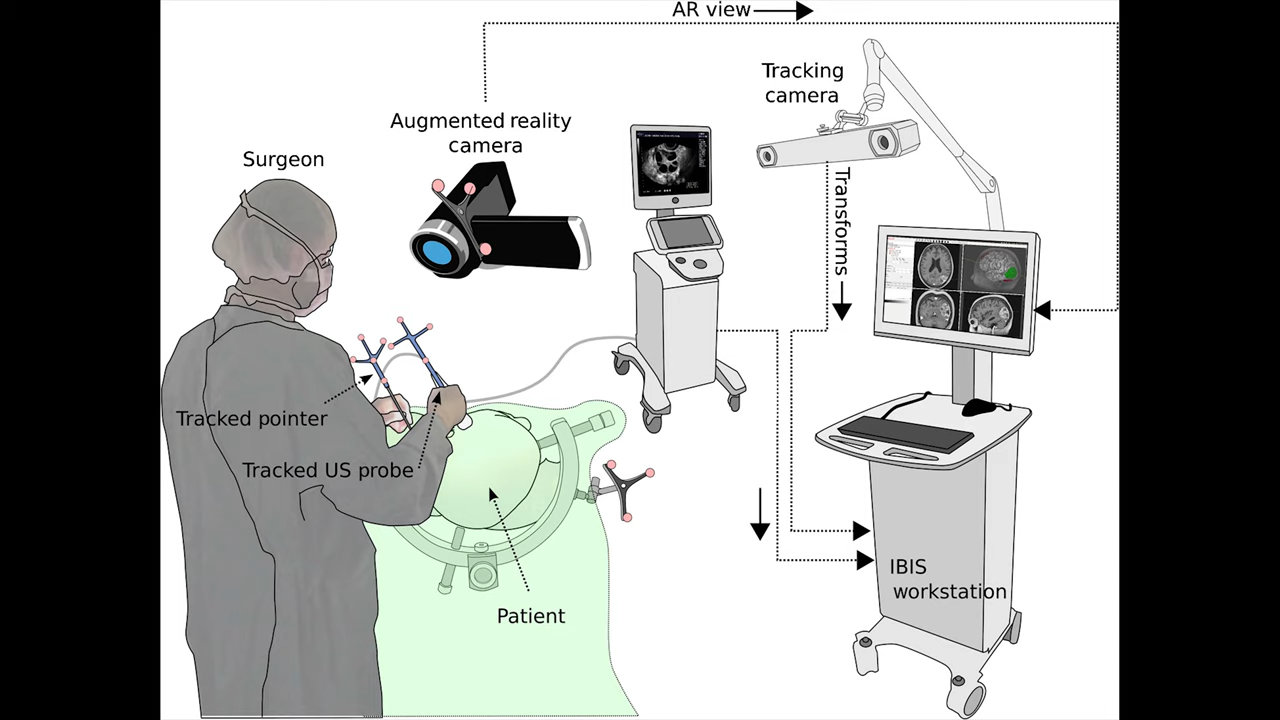 AR view
Tracking
camera
Augmented reality
camera
Surgeon
Transforms
Tracked pointer
Tracked US probe
Patient
IBIS
workstation